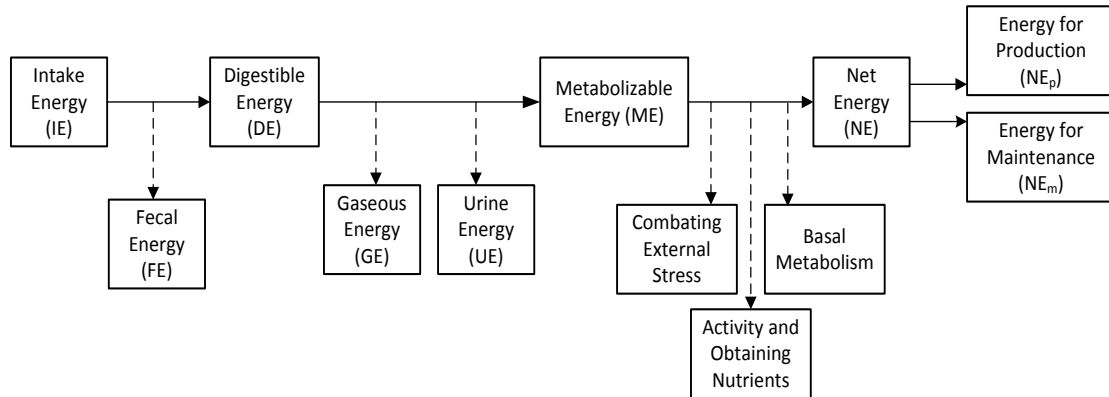 Intake
Energy
(IE)
Digestible
Energy
(DE)
Metabolizable
Energy (ME)
Net
Energy
(NE)
Energy for
Production
(NEp)
Energy for
Maintenance
(NEm)
Fecal
Energy
(FE)
Gaseous
Energy
(GE)
Urine
Energy
(UE)
Combating
External
Stress
Basal
Metabolism
Activity and
Obtaining
Nutrients